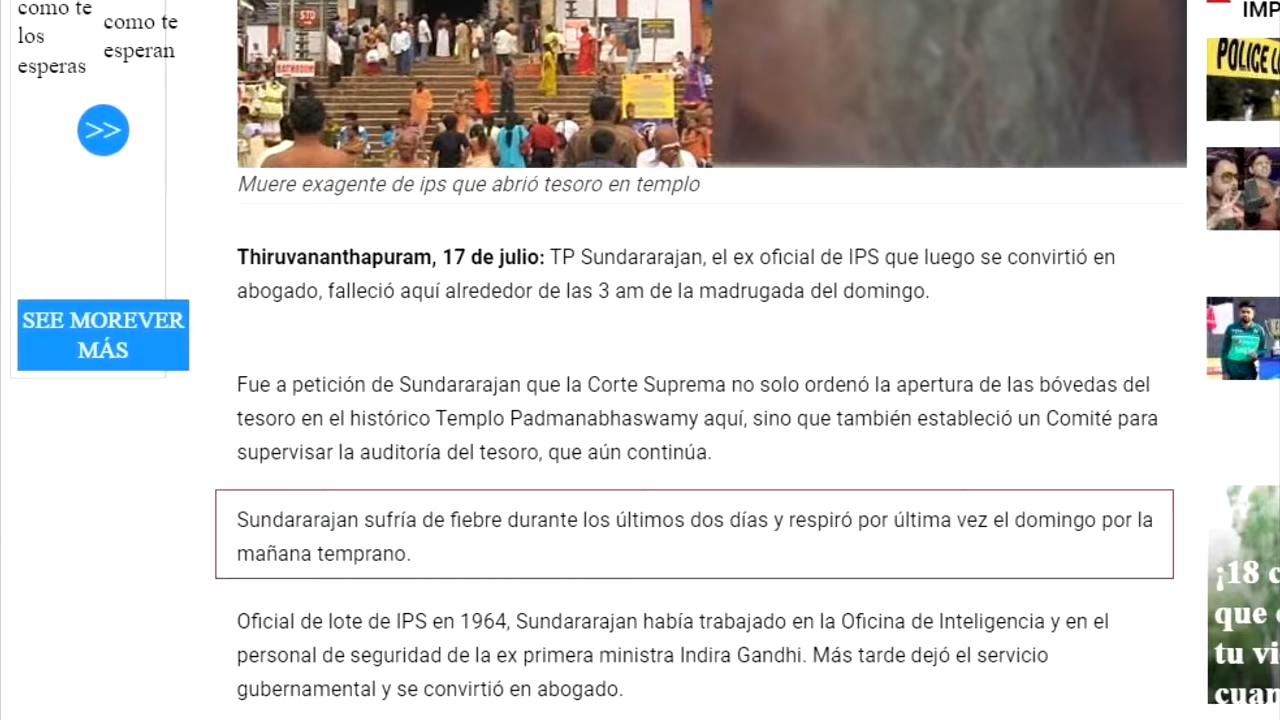 como te
los
esperas
como te
esperan
>>
SEE MOREVER
MÁS
BATHROOM
Muere exagente de ips que abrió tesoro en templo
Thiruvananthapuram, 17 de julio: TP Sundararajan, el ex oficial de IPS que luego se convirtió en
abogado, falleció aquí alrededor de las 3 am de la madrugada del domingo.
Fue a petición de Sundararajan que la Corte Suprema no solo ordenó la apertura de las bóvedas del
tesoro en el histórico Templo Padmanabhaswamy aquí, sino que también estableció un Comité para
supervisar la auditoría del tesoro, que aún continúa.
Sundararajan sufría de fiebre durante los últimos dos días y respiró por última vez el domingo por la
mañana temprano.
Oficial de lote de IPS en 1964, Sundararajan había trabajado en la Oficina de Inteligencia y en el
personal de seguridad de la ex primera ministra Indira Gandhi. Más tarde dejó el servicio
gubernamental y se convirtió en abogado.
IMP
POLICE L
¡18 c
que
tu vi
cuan